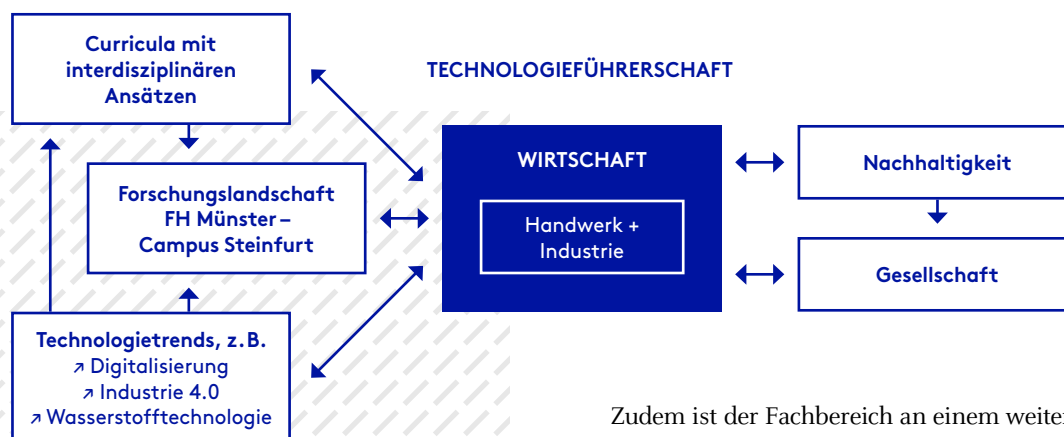 Curricula mit
interdisziplinären
Ansätzen
TECHNOLOGIEFÜHRERSCHAFT
Forschungslandschaft
FH Münster –
Campus Steinfurt
WIRTSCHAFT
Handwerk +
Industrie
Nachhaltigkeit
Gesellschaft
Technologietrends, z.B.
↗ Digitalisierung
↗ Industrie 4.0
↗ Wasserstofftechnologie
Zudem ist der Fachbereich an einem